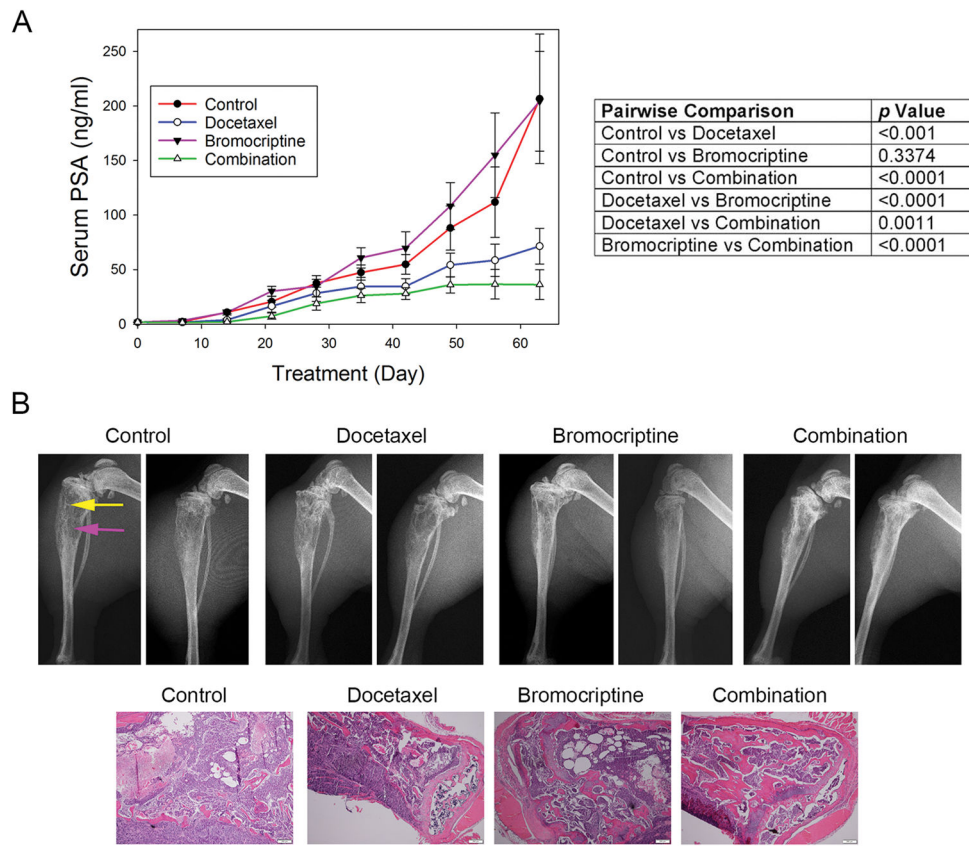 A
Serum PSA (ng/ml)
250
200
150
100
50
0
Control
Docetaxel
Bromocriptine
Combination
0 10 20 30 40 50 60
Treatment (Day)
Pairwise Comparison p Value
Control vs Docetaxel <0.001
Control vs Bromocriptine 0.3374
Control vs Combination <0.0001
Docetaxel vs Bromocriptine <0.0001
Docetaxel vs Combination 0.0011
Bromocriptine vs Combination <0.0001
B
Control Docetaxel Bromocriptine Combination
Control Docetaxel Bromocriptine Combination